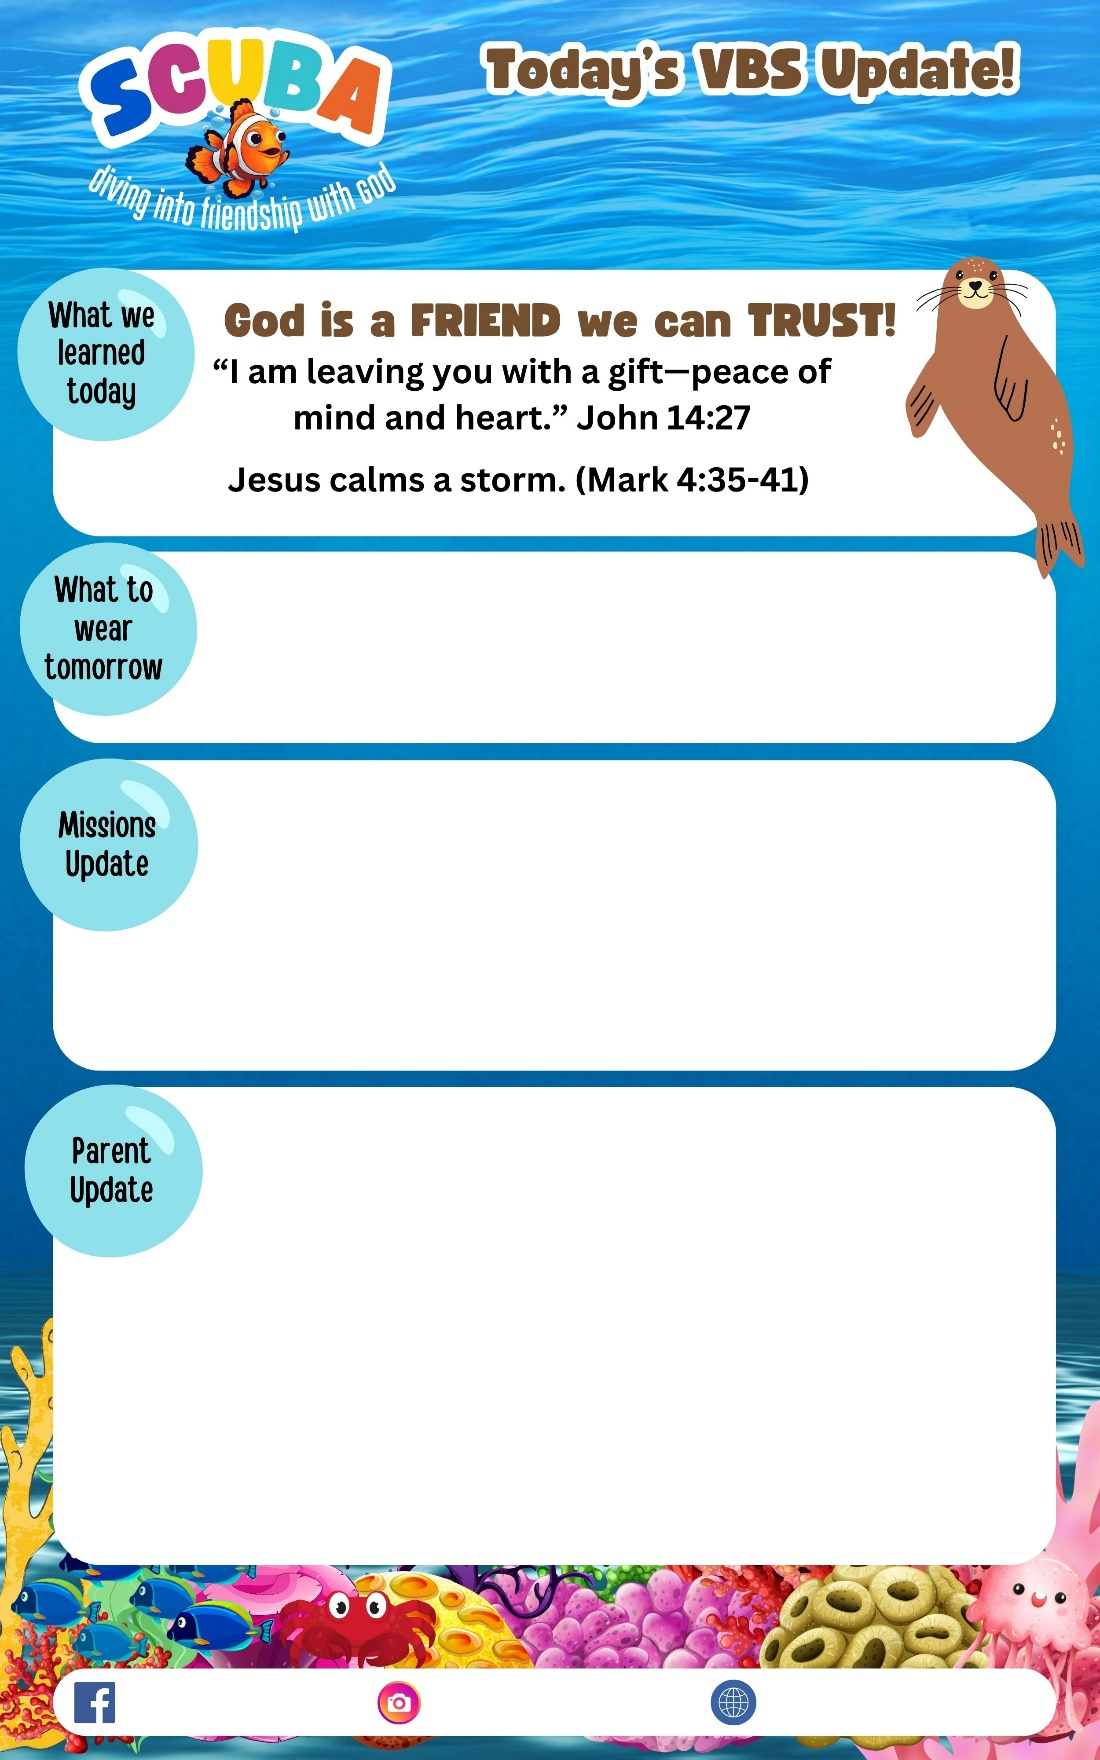 SCUBA
diving into friendship with God
Today's VBS Update!
What we
learned
today
God is a FRIEND we can TRUST!
“I am leaving you with a gift—peace of
mind and heart.” John 14:27
Jesus calms a storm. (Mark 4:35-41)
What to
wear
tomorrow
Missions
Update
Parent
Update